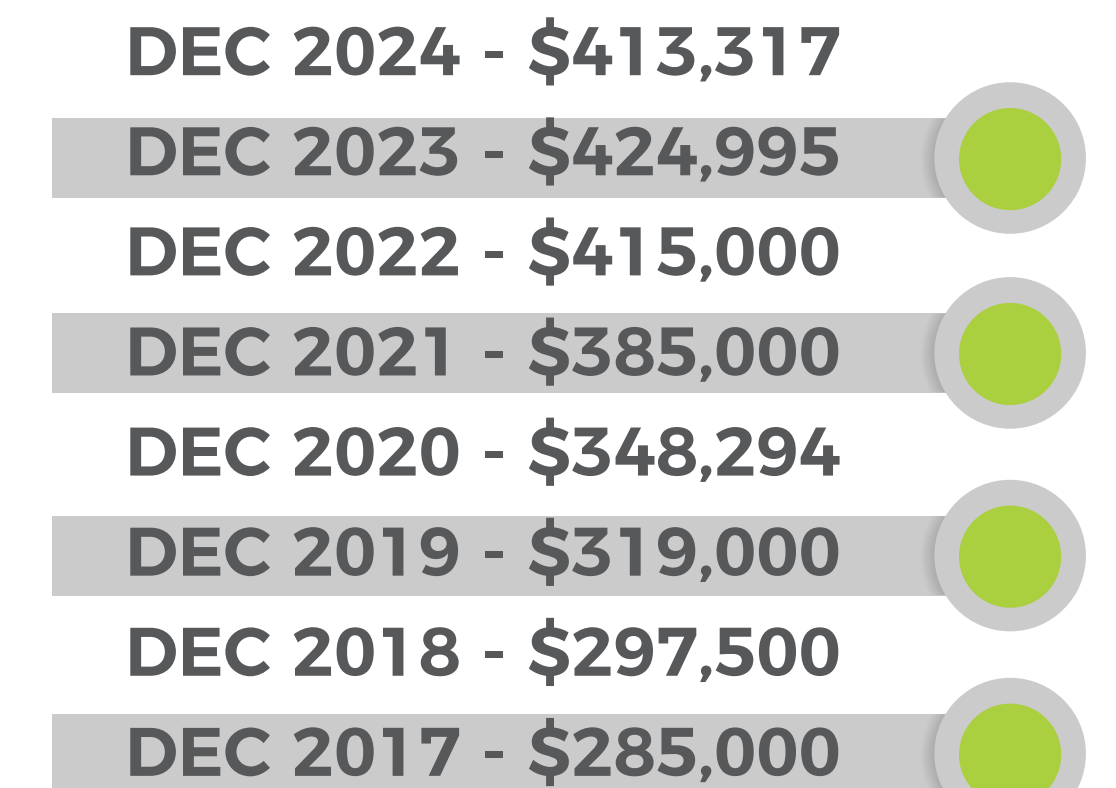 DEC 2024 - $413,317
DEC 2023 - $424,995
DEC 2022 - $415,000
DEC 2021 - $385,000
DEC 2020 - $348,294
DEC 2019 - $319,000
DEC 2018 - $297,500
DEC 2017 - $285,000